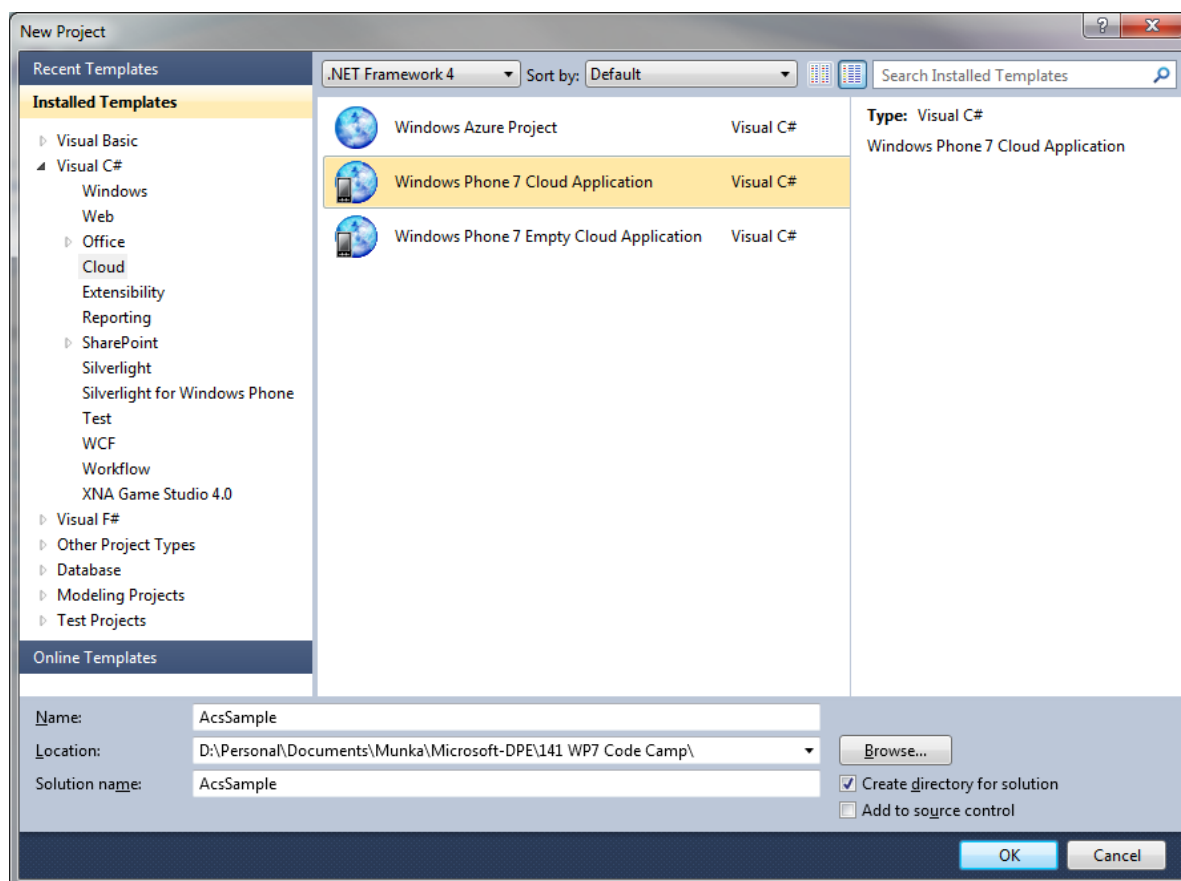 New Project
Recent Templates
Installed Templates
Visual Basic
Visual C#
Windows
Web
Office
Cloud
Extensibility
Reporting
SharePoint
Silverlight
Silverlight for Windows Phone
Test
WCF
Workflow
XNA Game Studio 4.0
Visual F#
Other Project Types
Database
Modeling Projects
Test Projects
Online Templates
.NET Framework 4 Sort by: Default
Search Installed Templates
Windows Azure Project Visual C#
Windows Phone 7 Cloud Application Visual C#
Windows Phone 7 Empty Cloud Application Visual C#
Type: Visual C#
Windows Phone 7 Cloud Application
Name: AcsSample
Location: D:\Personal\Documents\Munka\Microsoft-DPE\141 WP7 Code Camp\ Browse...
Solution name: AcsSample
Create directory for solution
Add to source control
OK Cancel